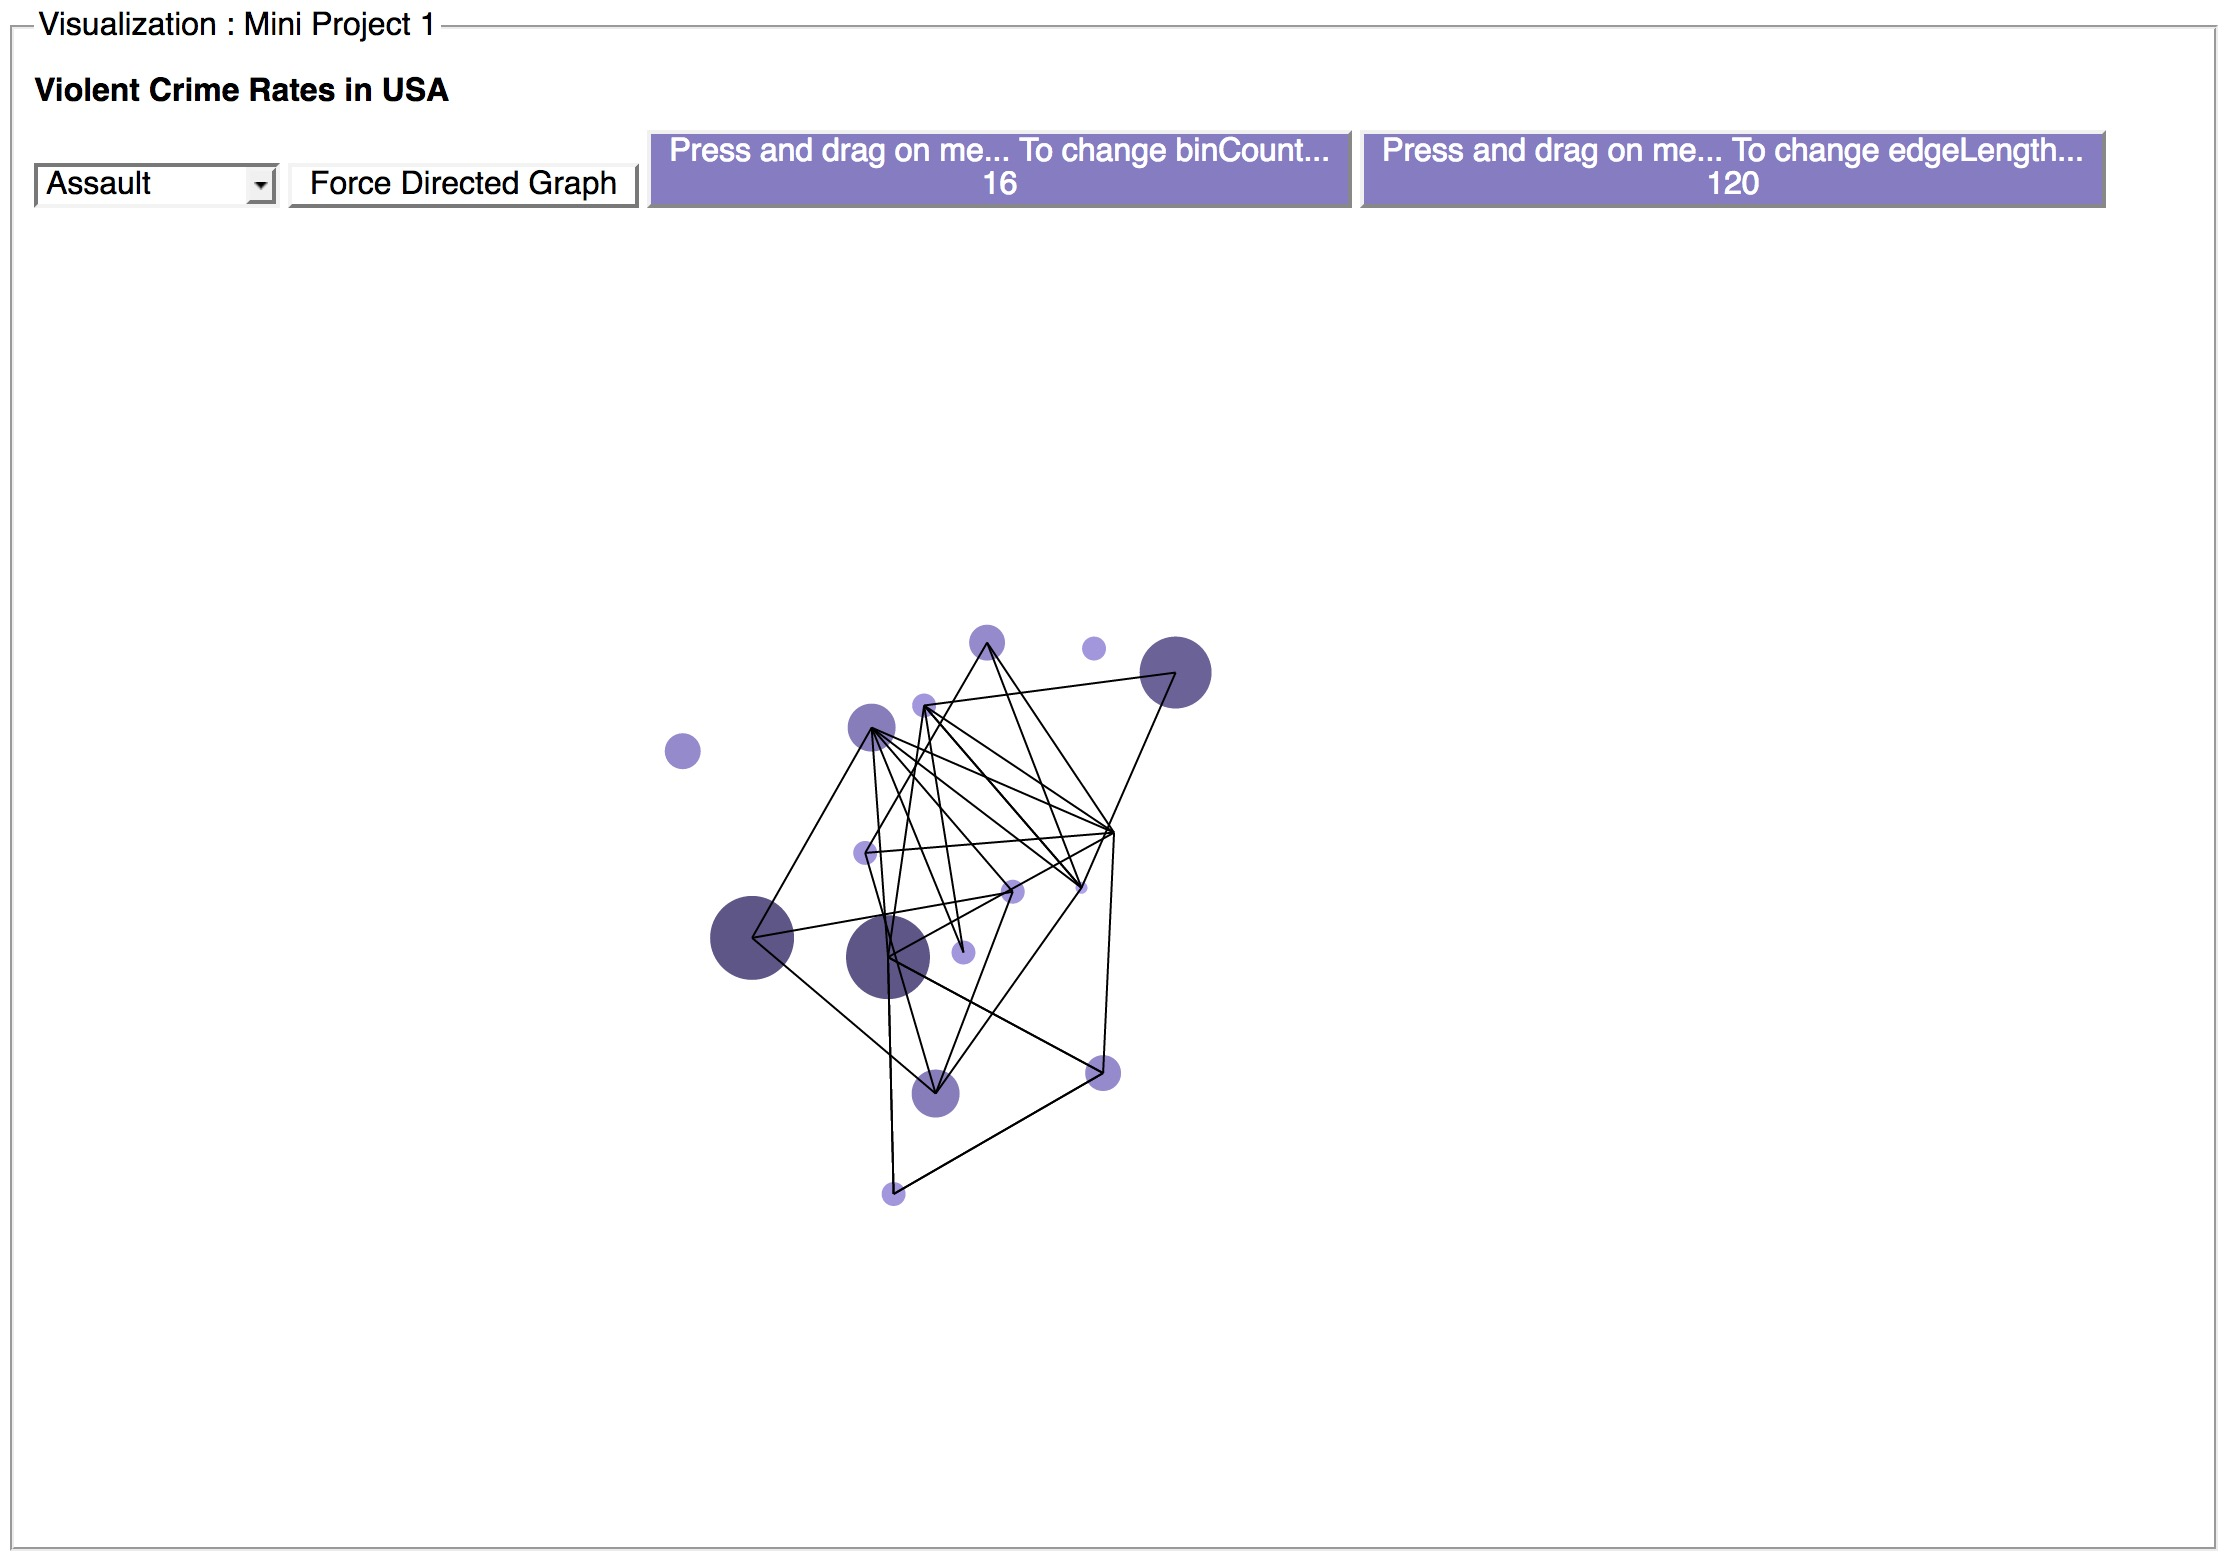 Visualization : Mini Project 1
Violent Crime Rates in USA
Assault
Force Directed Graph
Press and drag on me... To change binCount...
16
Press and drag on me... To change edgeLength...
120